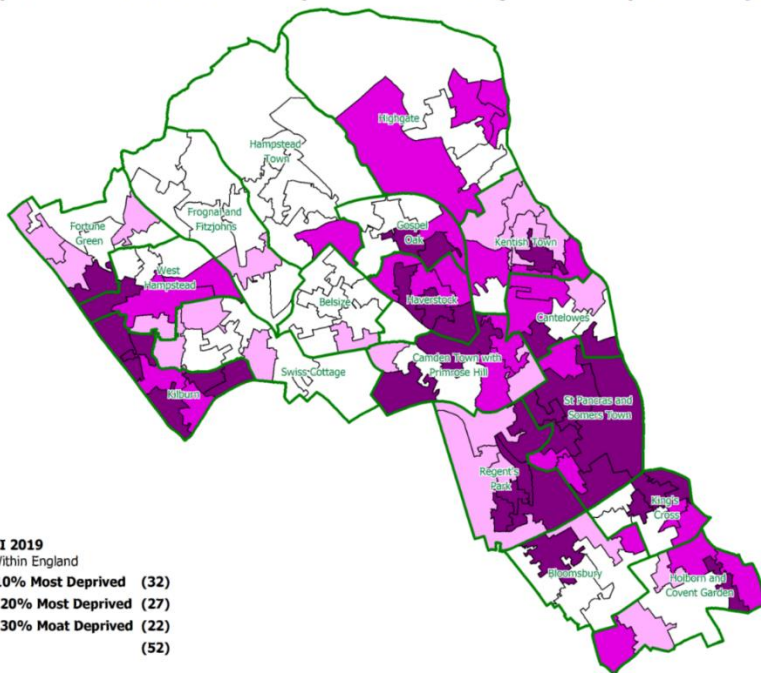 Highgate
Hampstead
Town
Fortune
Green
Frognal and
Fitzjohns
Gospel
Oak
Kentish Town
West
Hampstead
Belsize
Haverstock
Cantelowes
Swiss Cottage
Camden Town with
Primrose Hill
Kilburn
St Pancras and
Somers Town
Regent's
Park
King's
Cross
Bloomsbury
Holborn and
Covent Garden
I 2019
Within England
10% Most Deprived (32)
20% Most Deprived (27)
30% Moat Deprived (22)
(52)